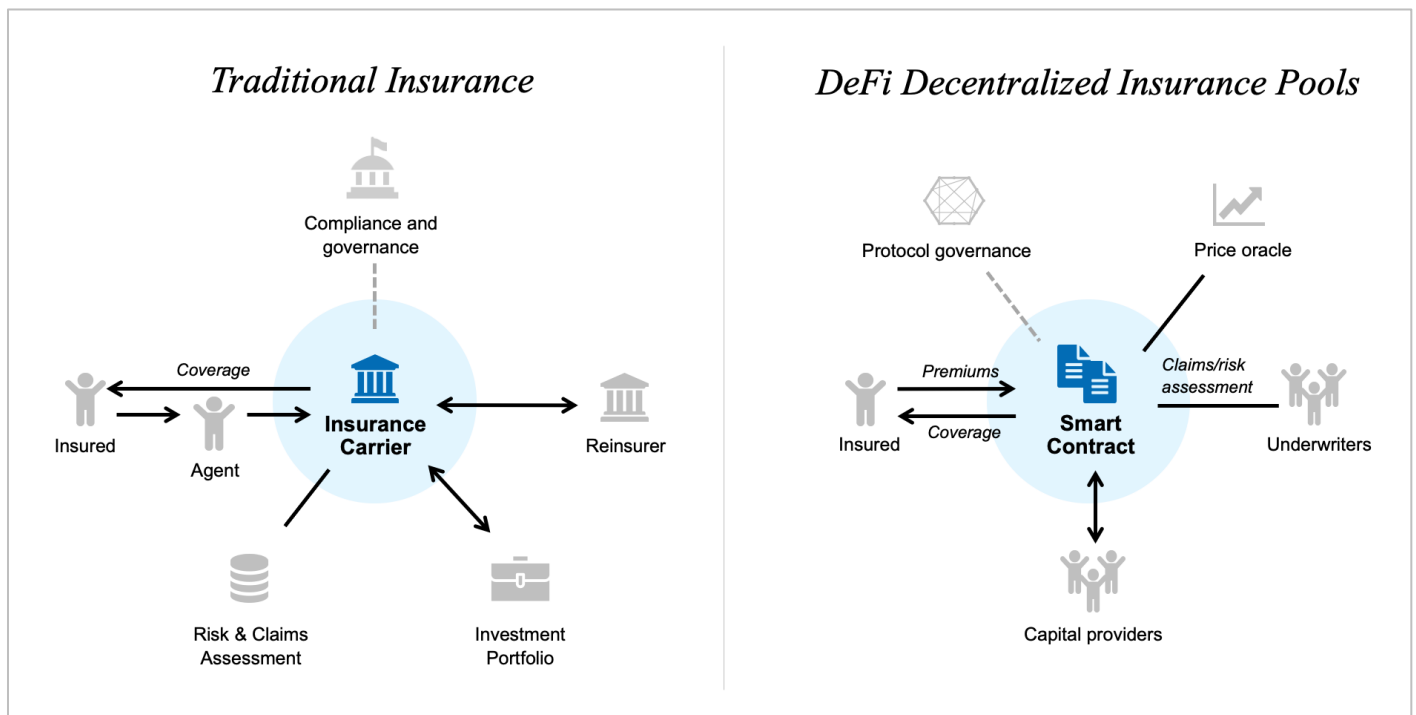 Traditional Insurance
Compliance and
governance
Coverage
Insured
Agent
Insurance
Carrier
Reinsurer
Risk & Claims
Assessment
Investment
Portfolio
DeFi Decentralized Insurance Pools
Protocol governance
Price oracle
Premiums
Coverage
Insured
Smart
Contract
Claims/risk
assessment
Underwriters
Capital providers